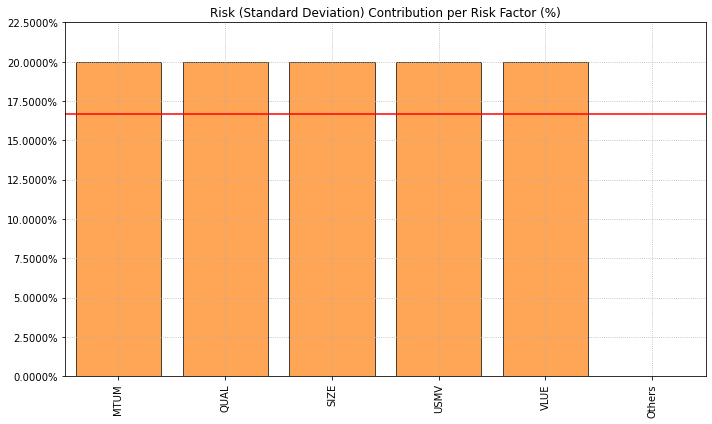 Risk (Standard Deviation) Contribution per Risk Factor (%)
22.5000%
20.0000%
17.5000%
15.0000%
12.5000%
10.0000%
7.5000%
5.0000%
2.5000%
0.0000%
MTUM
QUAL
SIZE
USMV
VLUE
Others